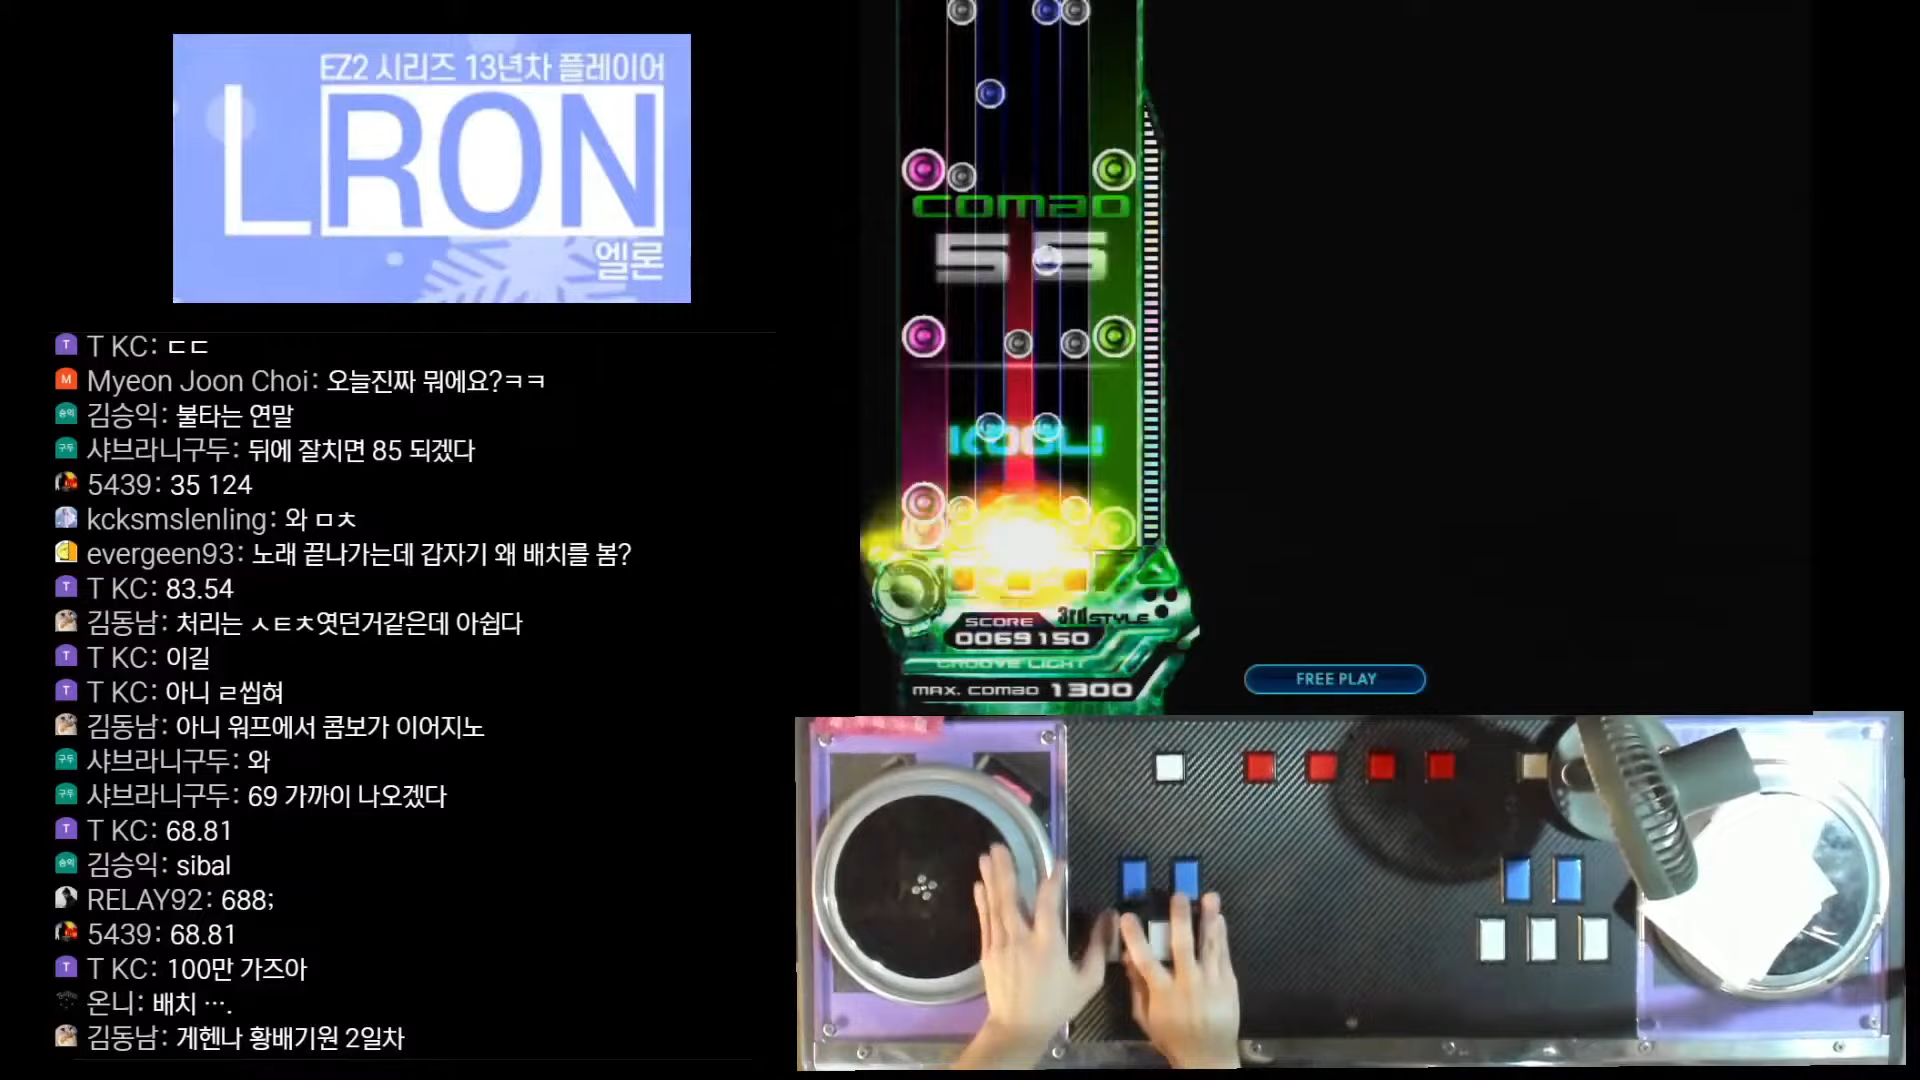 EZ2 시리즈 13년차 플레이어
LRON
엘론
T KC: ㄷㄷ
Myeon Joon Choi: 오늘진짜 뭐에요?ㅋㅋ
김승익: 불타는 연말
샤브라니구두: 뒤에 잘치면 85 되겠다
5439: 35 124
kcksmslenling: 와 ㅁㅊ
evergeen93: 노래 끝나가는데 갑자기 왜 배치를 봄?
T KC: 83.54
김동남: 처리는 ㅅㅌㅊ엿던거같은데 아쉽다
T KC: 이길
T KC: 아니 ㄹ씹혀
김동남: 아니 워프에서 콤보가 이어지노
샤브라니구두: 와
샤브라니구두: 69 가까이 나오겠다
T KC: 68.81
김승익: sibal
RELAY92: 688;
5439: 68.81
T KC: 100만 가즈아
온니: 배치 ….
김동남: 게헨나 황배기원 2일차
COMBO
55
KOOL!
3rd STYLE
SCORE
0069150
GROOVE LIGHT
MAX. COMBO 1300
FREE PLAY